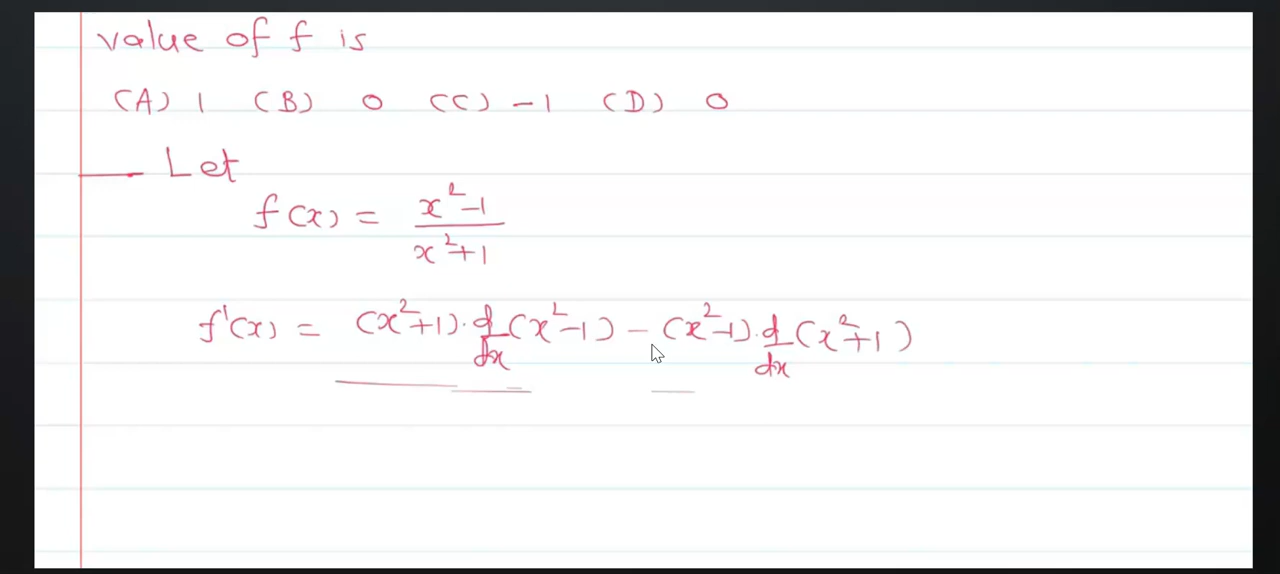 value of f is
(A) 1 (B) 0 (C) -1 (D) 0
Let
f(x) = x²-1 / x²+1
f'(x) = (x²+1). d/dx (x²-1) - (x²-1). d/dx (x²+1)